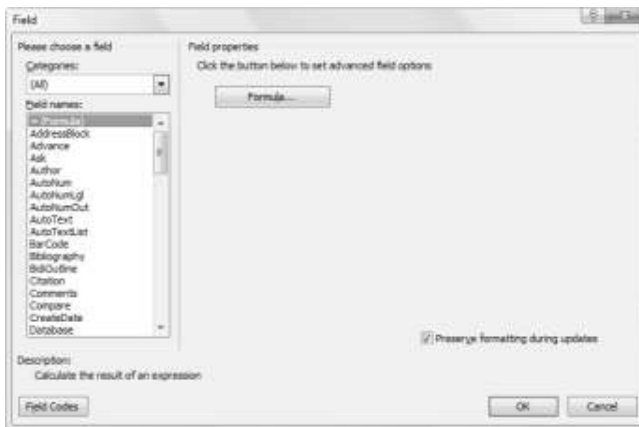 Field
Please choose a field
Categories:
(All)
Field names:
= (Formula)
AddressBlock
Advance
Ask
Author
AutoNum
AutoNumLgl
AutoNumOut
AutoText
AutoTextList
BarCode
Bibliography
BidiOutline
Citation
Comments
Compare
CreateDate
Database
Field properties
Click the button below to set advanced field options
Formula...
Preserve formatting during updates
Description:
Calculate the result of an expression
Field Codes
OK
Cancel